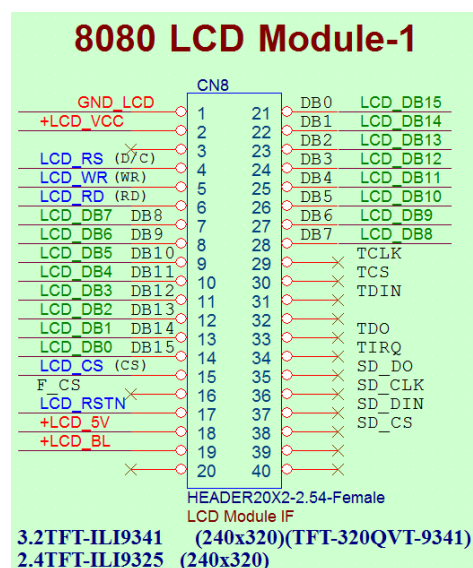 8080 LCD Module-1
CN8
GND_LCD 1 21 DB0 LCD_DB15
+LCD_VCC 2 22 DB1 LCD_DB14
3 23 DB2 LCD_DB13
LCD_RS (D/C) 4 24 DB3 LCD_DB12
LCD_WR (WR) 5 25 DB4 LCD_DB11
LCD_RD (RD) 6 26 DB5 LCD_DB10
LCD_DB7 DB8 7 27 DB6 LCD_DB9
LCD_DB6 DB9 8 28 DB7 LCD_DB8
LCD_DB5 DB10 9 29 TCLK
LCD_DB4 DB11 10 30 TCS
LCD_DB3 DB12 11 31 TDIN
LCD_DB2 DB13 12 32
LCD_DB1 DB14 13 33 TDO
LCD_DB0 DB15 14 34 TIRQ
LCD_CS (CS) 15 35 SD_DO
F_CS 16 36 SD_CLK
LCD_RSTN 17 37 SD_DIN
+LCD_5V 18 38 SD_CS
+LCD_BL 19 39
20 40
HEADER20X2-2.54-Female
LCD Module IF
3.2TFT-ILI9341 (240x320)(TFT-320QVT-9341)
2.4TFT-ILI9325 (240x320)